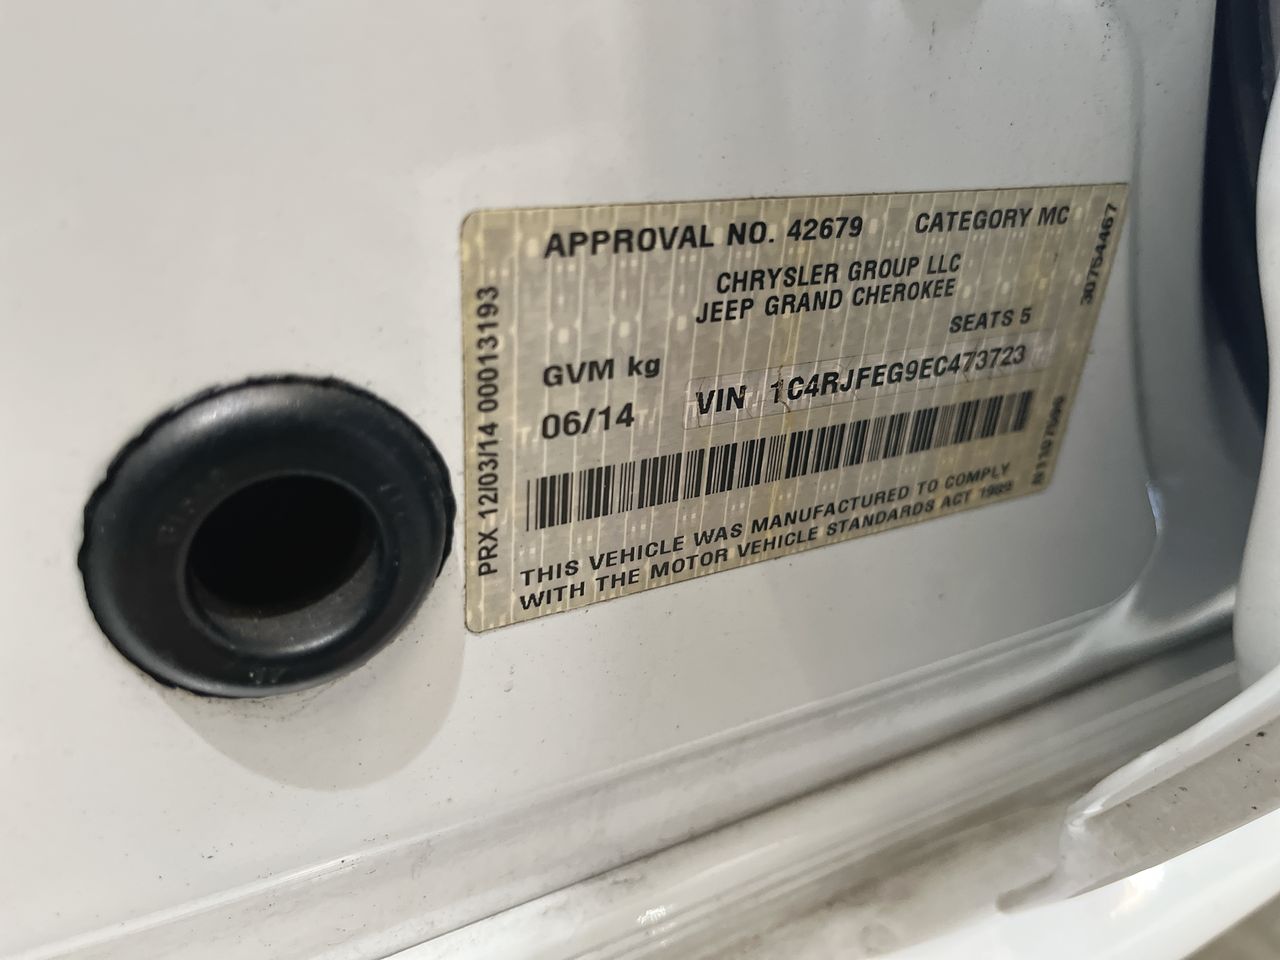 APPROVAL NO. 42679 CATEGORY MC
CHRYSLER GROUP LLC
JEEP GRAND CHEROKEE
SEATS 5
GVM kg
06/14
VIN 1C4RJFEG9EC473723
THIS VEHICLE WAS MANUFACTURED TO COMPLY
WITH THE MOTOR VEHICLE STANDARDS ACT 1989
PRX 12/03/14 00013193
30754467